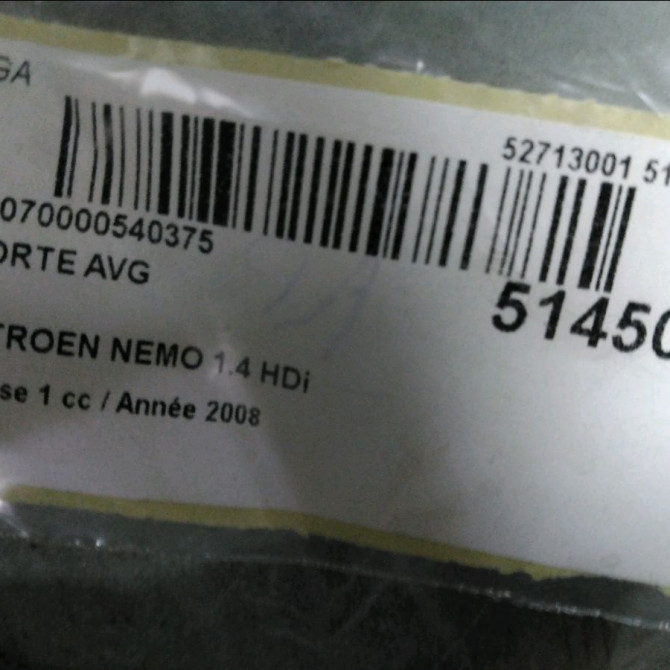 GA
52713001 51
070000540375
ORTE AVG
51450
TROEN NEMO 1.4 HDi
se 1 cc / Année 2008